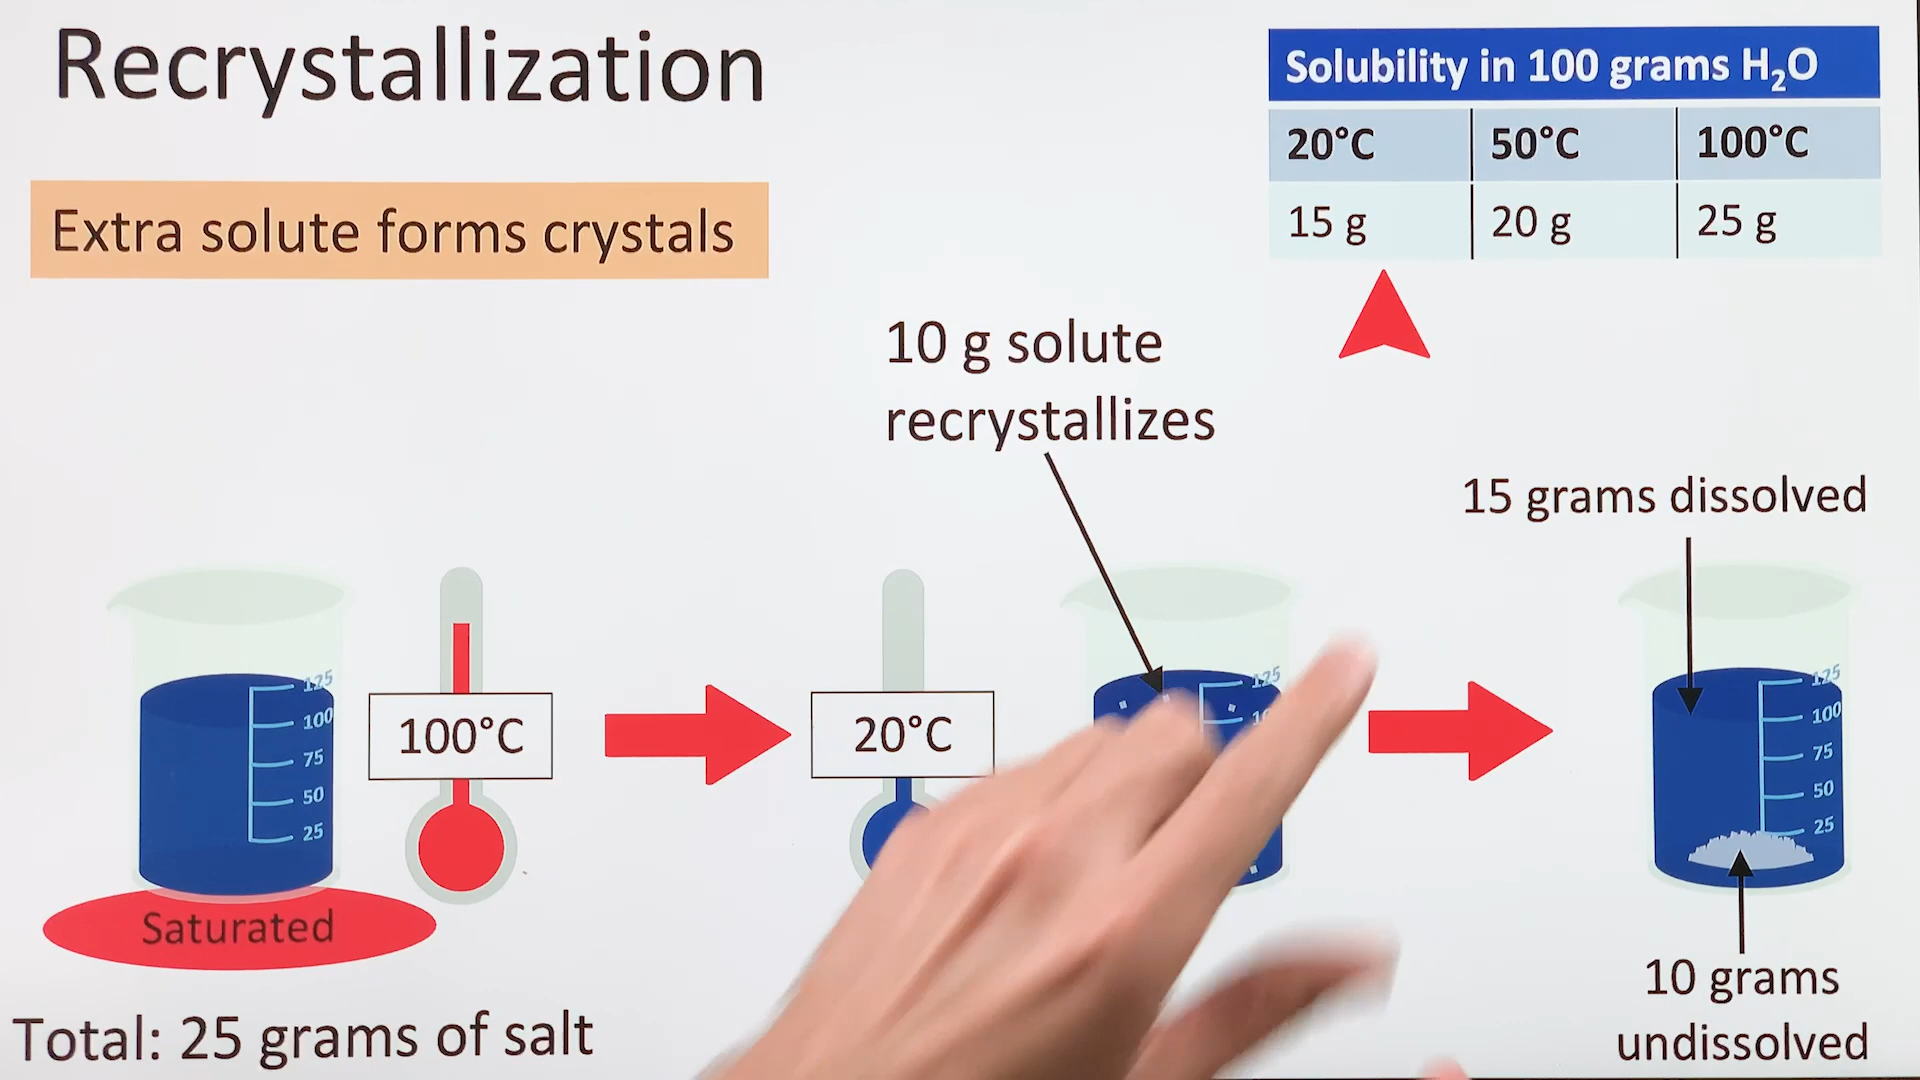 Recrystallization
Extra solute forms crystals
Solubility in 100 grams H₂O
20°C 50°C 100°C
15 g 20 g 25 g
10 g solute
recrystallizes
15 grams dissolved
125
100
75
50
25
100°C
20°C
125
125
100
75
50
25
Saturated
10 grams
undissolved
Total: 25 grams of salt